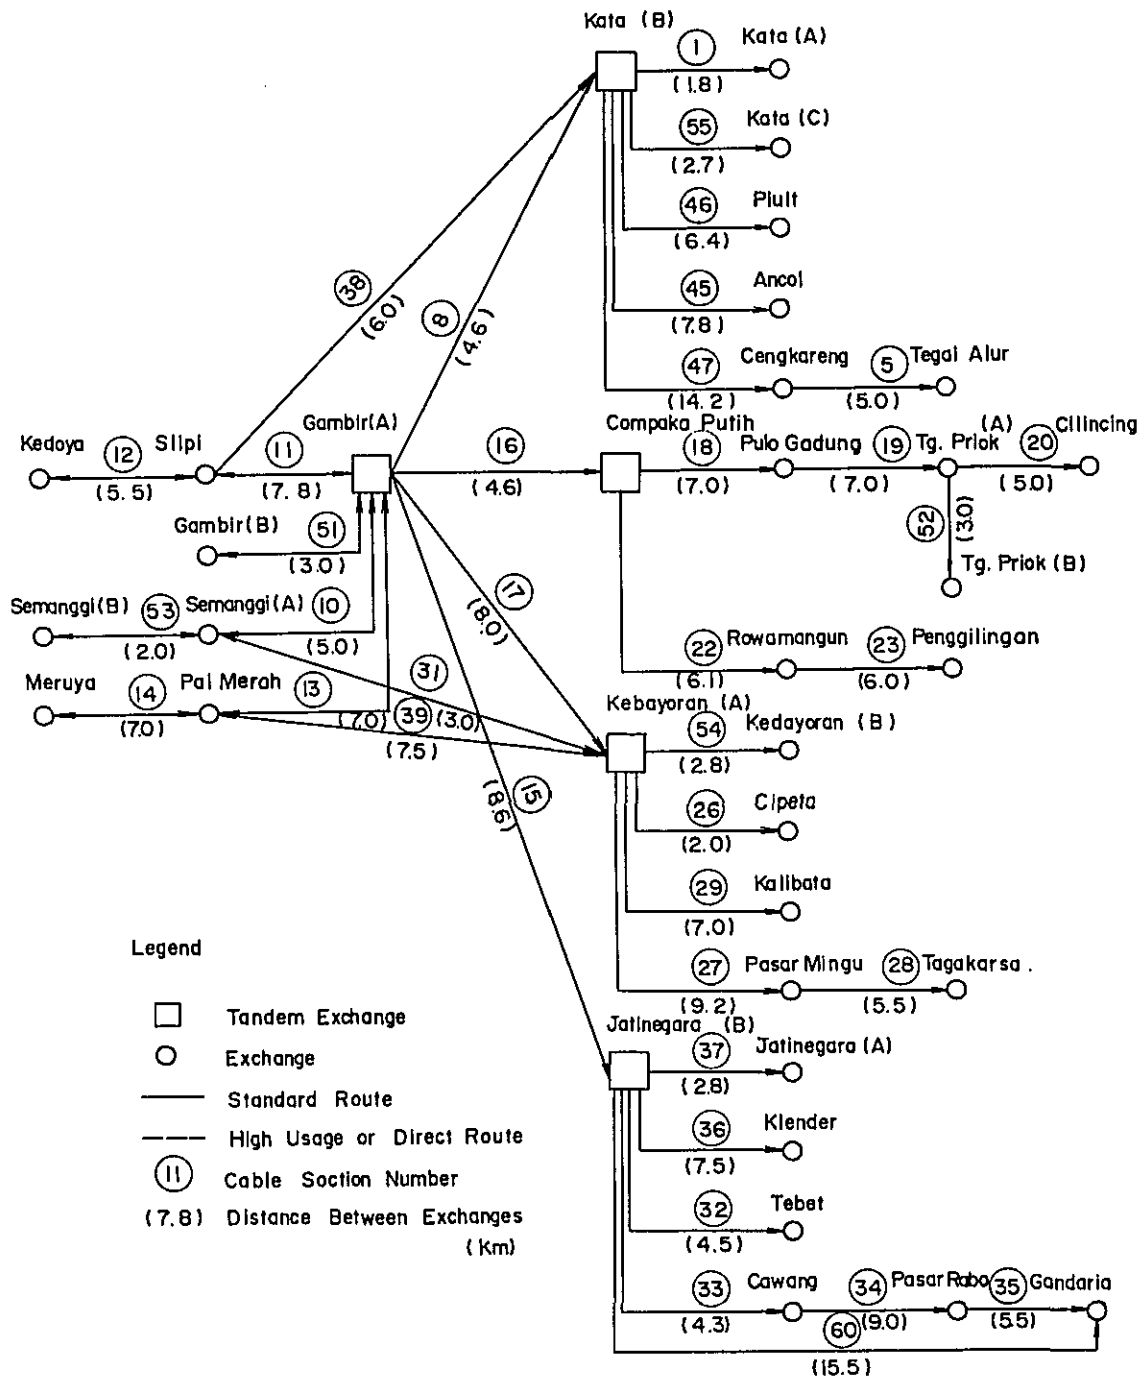 Kata (B)
1 Kata (A)
(1.8)
55 Kata (C)
(2.7)
46 Pluit
(6.4)
45 Ancol
(7.8)
38
(6.0)
8
(4.6)
47 Cengkareng 5 Tegal Alur
(14.2) (5.0)
Kedoya 12 Slipi 11 Gambir(A) 16 Compaka Putih 18 Pulo Gadung 19 Tg. Priok (A) 20 Cilincing
(5.5) (7.8) (4.6) (7.0) (7.0) (5.0)
Gambir(B) 51
(3.0)
52 (3.0)
Tg. Priok (B)
17
(8.0)
Semanggi(B) 53 Semanggi(A) 10
(2.0) (5.0)
22 Rawamangun 23 Penggilingan
(6.1) (6.0)
Meruya 14 Pal Merah 13 31
(7.0) (7.0) 39 (3.0)
(7.5)
Kebayoran (A)
54 Kedayoran (B)
(2.8)
15
(8.6)
26 Cipeta
(2.0)
29 Kalibata
(7.0)
27 Pasar Mingu 28 Tagakarsa.
(9.2) (5.5)
Jatinegara (B)
37 Jatinegara (A)
(2.8)
36 Klender
(7.5)
32 Tebet
(4.5)
33 Cawang 34 Pasar Rabo 35 Gandaria
(4.3) 60 (9.0) (5.5)
(15.5)
Legend
Tandem Exchange
Exchange
Standard Route
High Usage or Direct Route
11 Cable Soction Number
(7.8) Distance Between Exchanges
(Km)